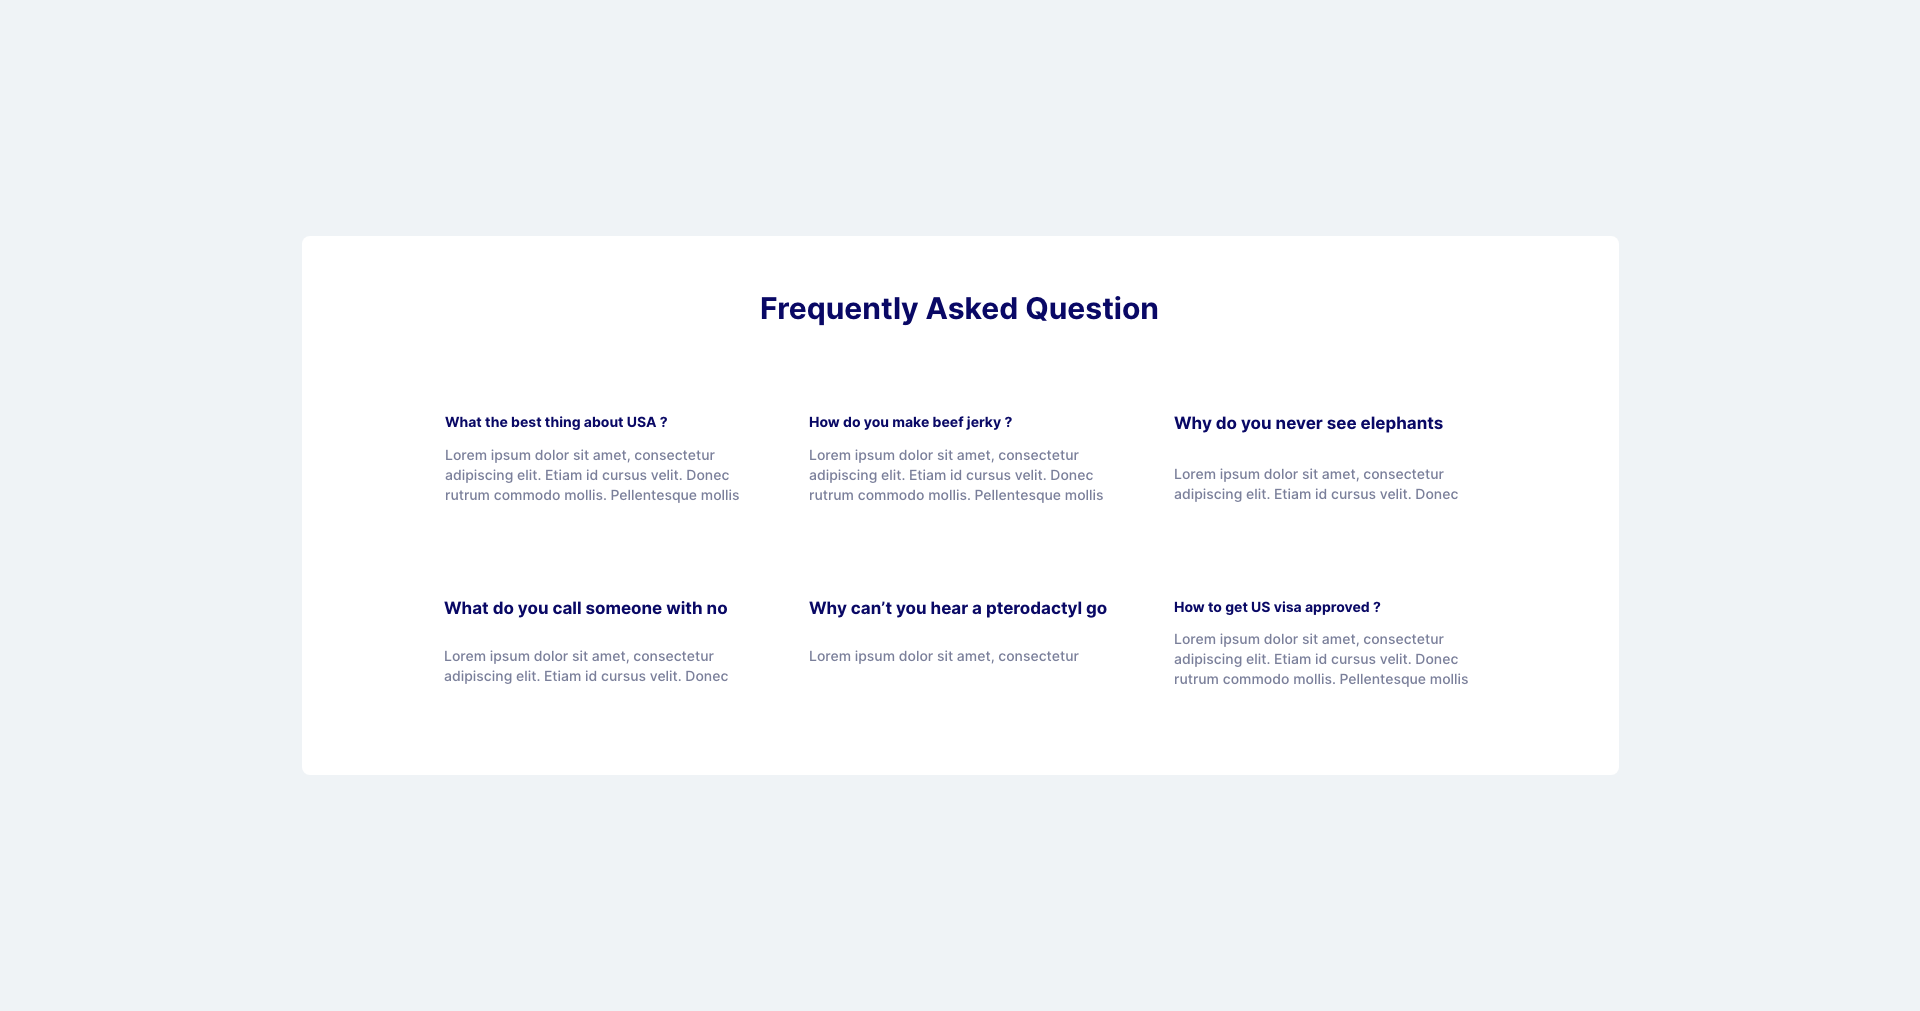 Frequently Asked Question
What the best thing about USA ?
Lorem ipsum dolor sit amet, consectetur
adipiscing elit. Etiam id cursus velit. Donec
rutrum commodo mollis. Pellentesque mollis
How do you make beef jerky ?
Lorem ipsum dolor sit amet, consectetur
adipiscing elit. Etiam id cursus velit. Donec
rutrum commodo mollis. Pellentesque mollis
Why do you never see elephants
Lorem ipsum dolor sit amet, consectetur
adipiscing elit. Etiam id cursus velit. Donec
What do you call someone with no
Lorem ipsum dolor sit amet, consectetur
adipiscing elit. Etiam id cursus velit. Donec
Why can’t you hear a pterodactyl go
Lorem ipsum dolor sit amet, consectetur
How to get US visa approved ?
Lorem ipsum dolor sit amet, consectetur
adipiscing elit. Etiam id cursus velit. Donec
rutrum commodo mollis. Pellentesque mollis